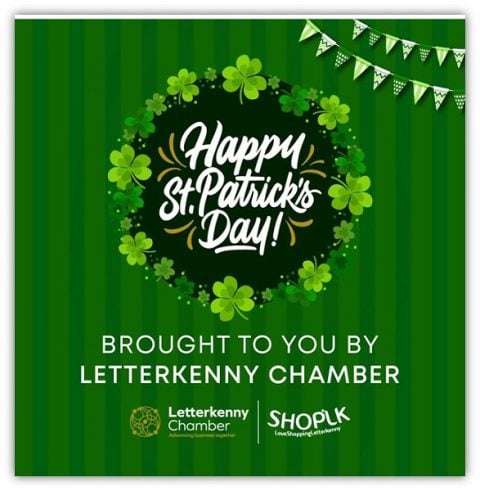 Happy
St. Patrick's
Day!
BROUGHT TO YOU BY
LETTERKENNY CHAMBER
Letterkenny
Chamber
Advancing business together
SHOPLK
LoveShoppingLetterkenny